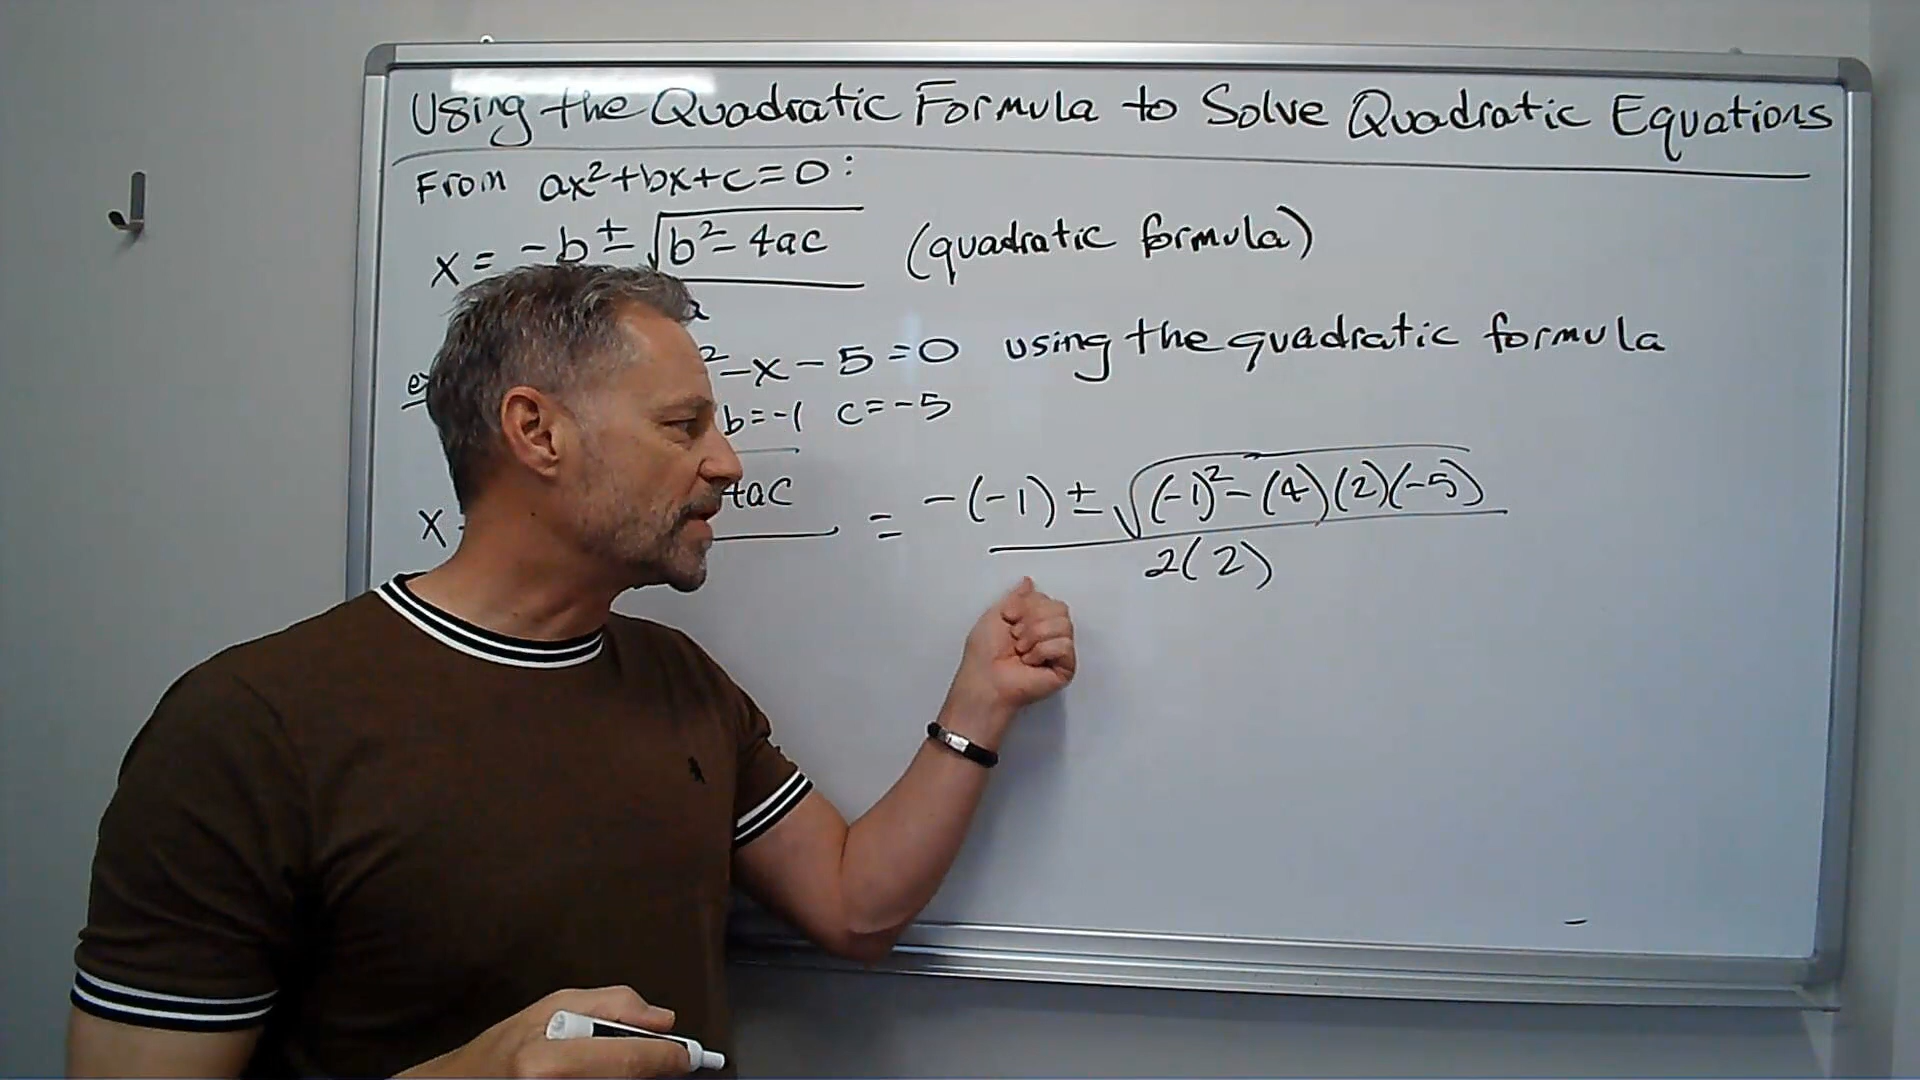 Using the Quadratic Formula to Solve Quadratic Equations
From ax²+bx+c=0:
x = -b ± √b²-4ac (quadratic formula)
a
² -x-5=0 using the quadratic formula
b=-1 c=-5
x 4ac = -(-1) ± √(-1)²-(4)(2)(-5)
2(2)